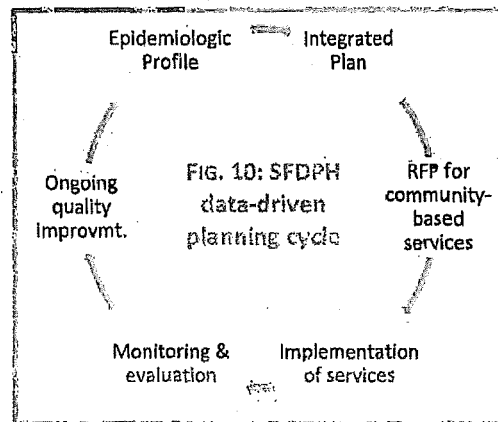 Epidemiologic
Profile
Integrated
Plan
RFP for
community-
based
services
Implementation
of services
Monitoring &
evaluation
Ongoing
quality
improvmt.
FIG. 10: SFDPH
data-driven
planning cycle